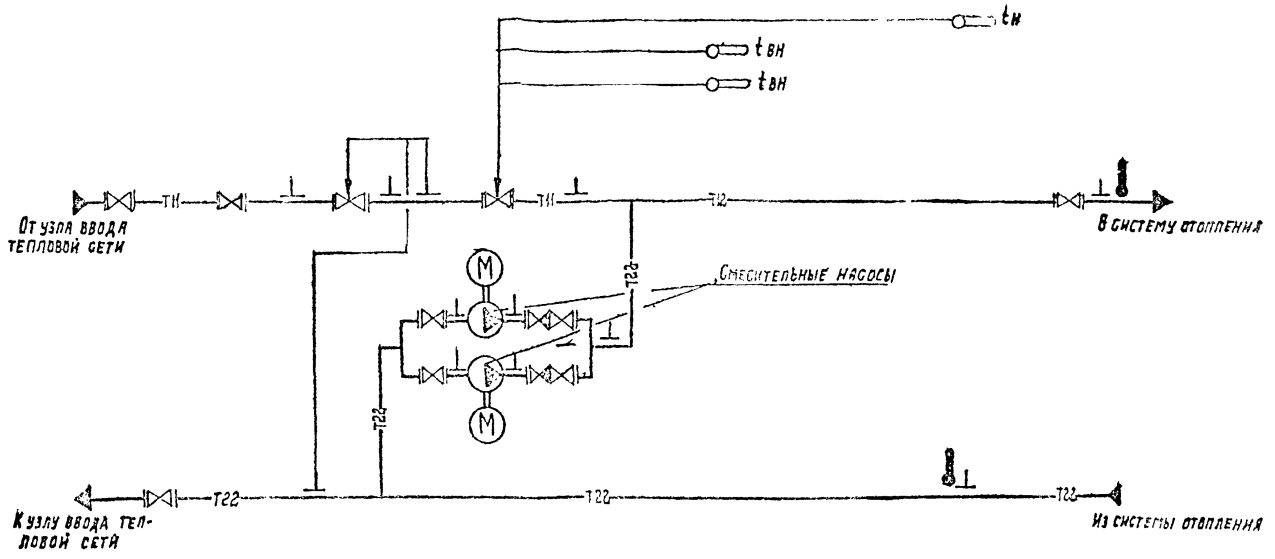 tн
tвн
tвн
Т11
Т11
Т12
От узла ввода
тепловой сети
В систему отопления
М
Т22
Смесительные насосы
Т22
М
Т22
Т22
Т22
К узлу ввода теп-
ловой сети
Из системы отопления